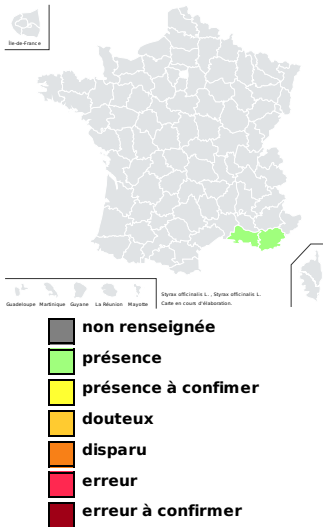 Île-de-France
Guadeloupe Martinique Guyane La Réunion Mayotte
Styrax officinalis L. , Styrax officinalis L.
Carte en cours d'élaboration.
non renseignée
présence
présence à confimer
douteux
disparu
erreur
erreur à confirmer